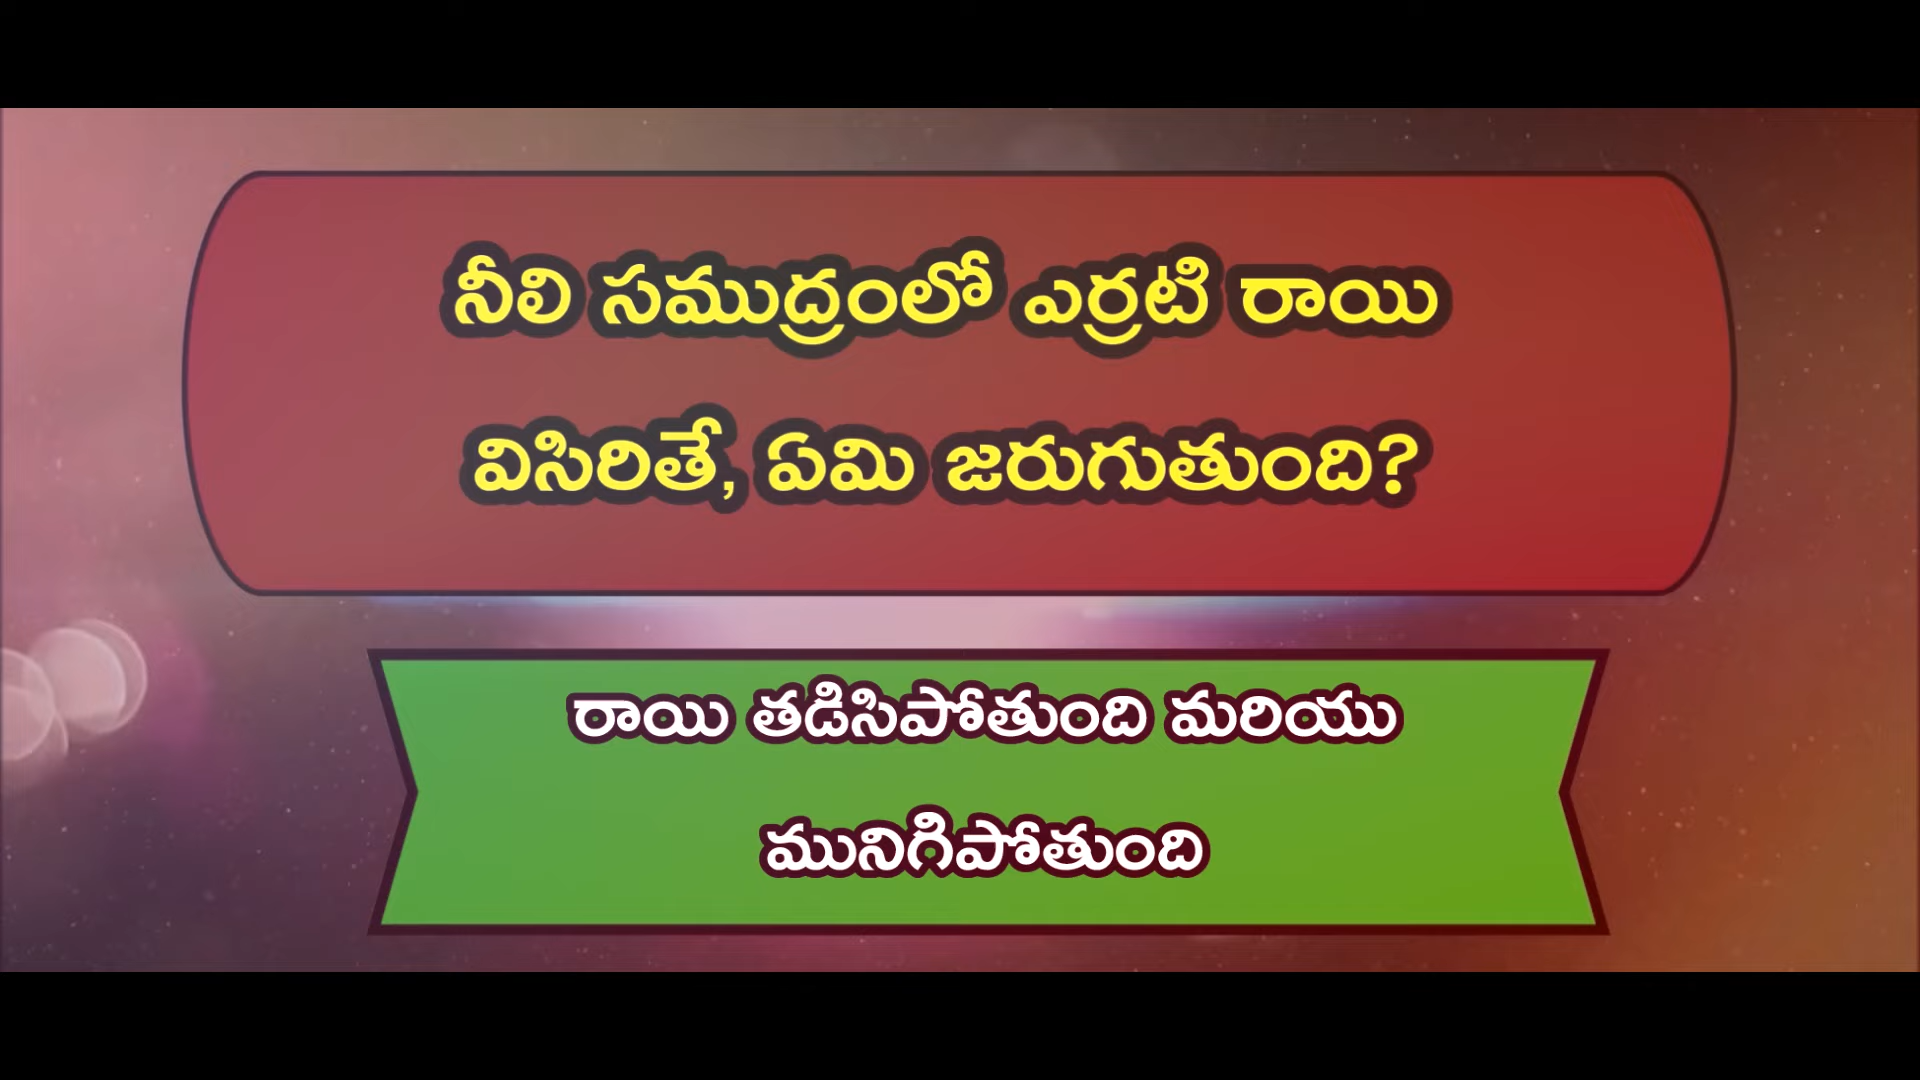 నీలి సముద్రంలో ఎర్రటి రాయి
విసిరితే, ఏమి జరుగుతుంది?
రాయి తడిసిపోతుంది మరియు
మునిగిపోతుంది